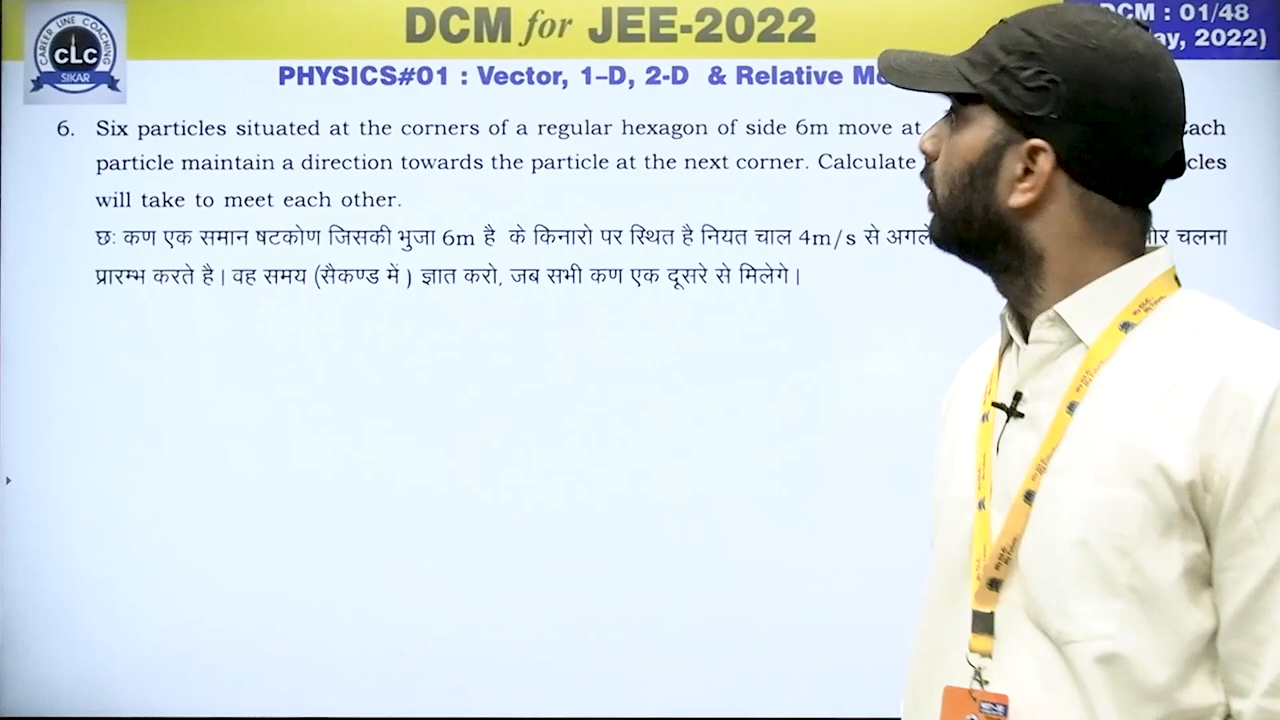 CAREER LINE COACHING
CLC
SIKAR
DCM for JEE-2022
DCM : 01/48
2022)
PHYSICS#01 : Vector, 1–D, 2-D & Relative
6. Six particles situated at the corners of a regular hexagon of side 6m move at
particle maintain a direction towards the particle at the next corner. Calculate
will take to meet each other.
छः कण एक समान षटकोण जिसकी भुजा 6m है के किनारो पर स्थित है नियत चाल 4m/s से चलना
प्रारम्भ करते है। वह समय (सैकण्ड में ) ज्ञात करो, जब सभी कण एक दूसरे से मिलेगे।